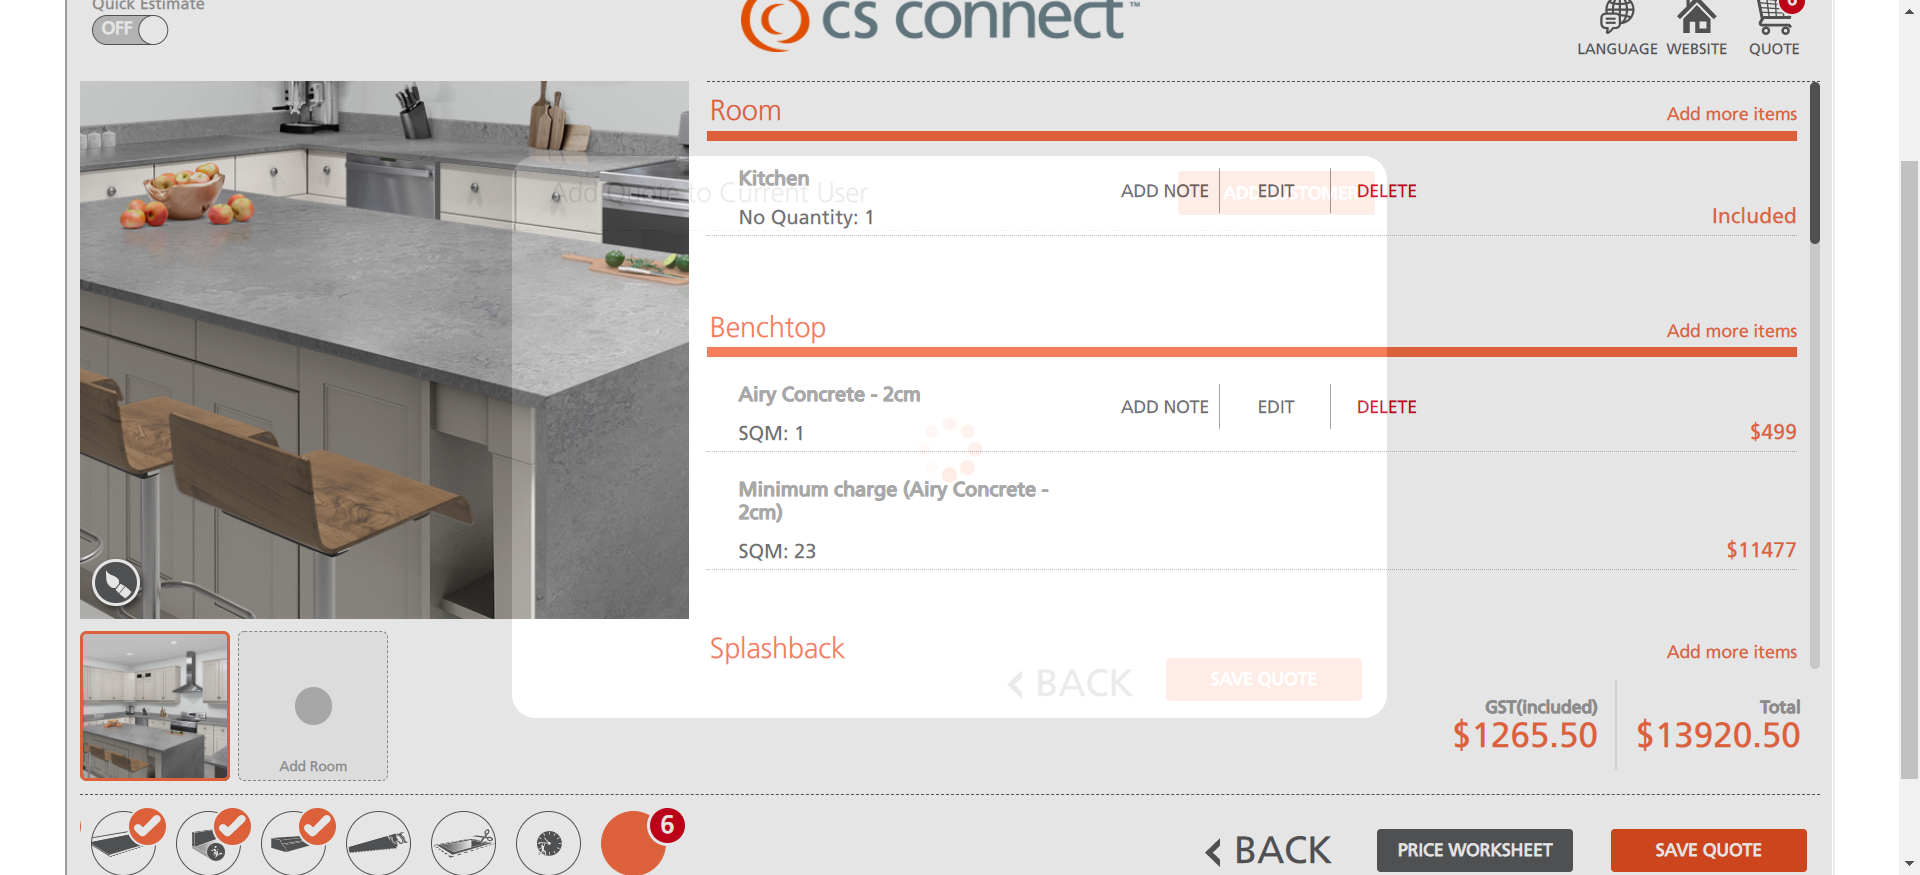 Quick Estimate
OFF
cs connect™
LANGUAGE
WEBSITE
6
QUOTE
Room
Add more items
Add Quote to Current User
ADD CUSTOMER
Kitchen
ADD NOTE
EDIT
DELETE
No Quantity: 1
Included
Benchtop
Add more items
Airy Concrete - 2cm
ADD NOTE
EDIT
DELETE
SQM: 1
$499
Minimum charge (Airy Concrete -
2cm)
SQM: 23
$11477
Splashback
Add more items
BACK
SAVE QUOTE
GST(included)
$1265.50
Total
$13920.50
Add Room
6
BACK
PRICE WORKSHEET
SAVE QUOTE